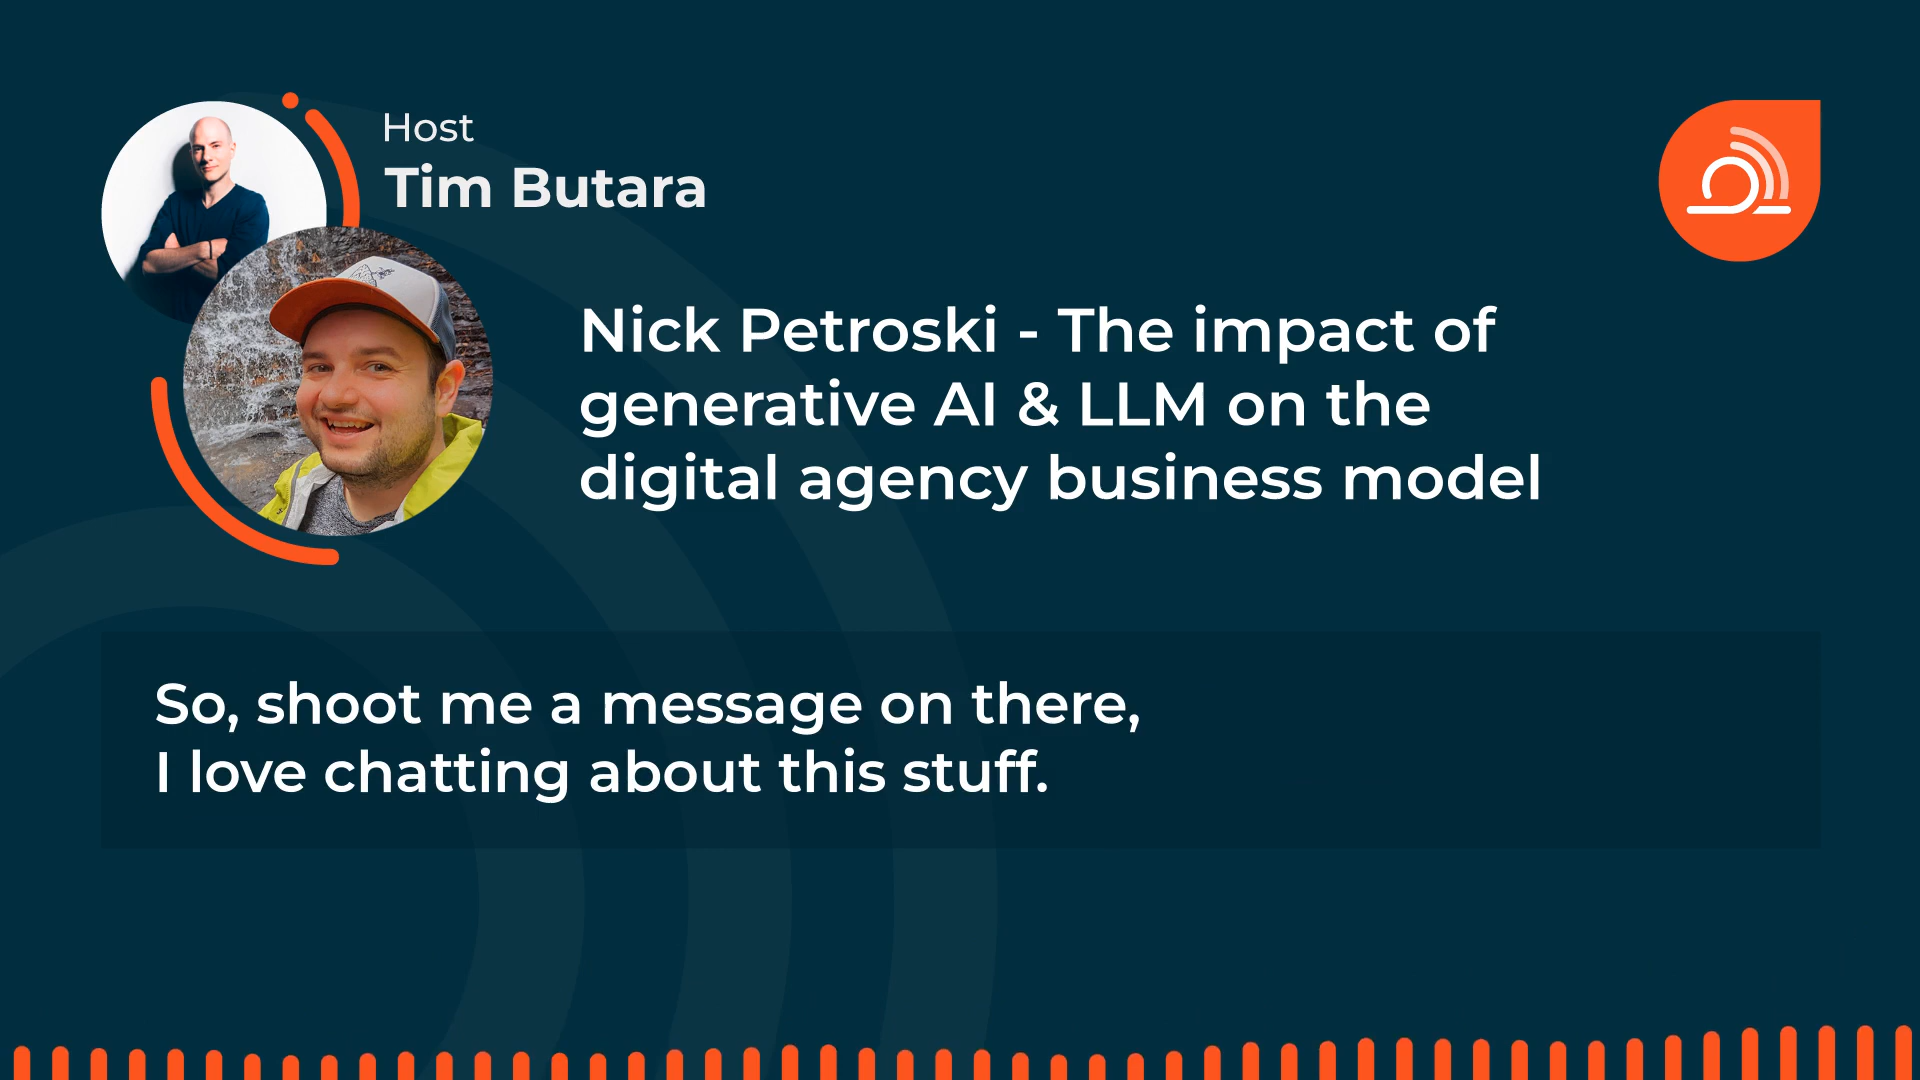 Host
Tim Butara
Nick Petroski - The impact of
generative AI & LLM on the
digital agency business model
So, shoot me a message on there,
I love chatting about this stuff.